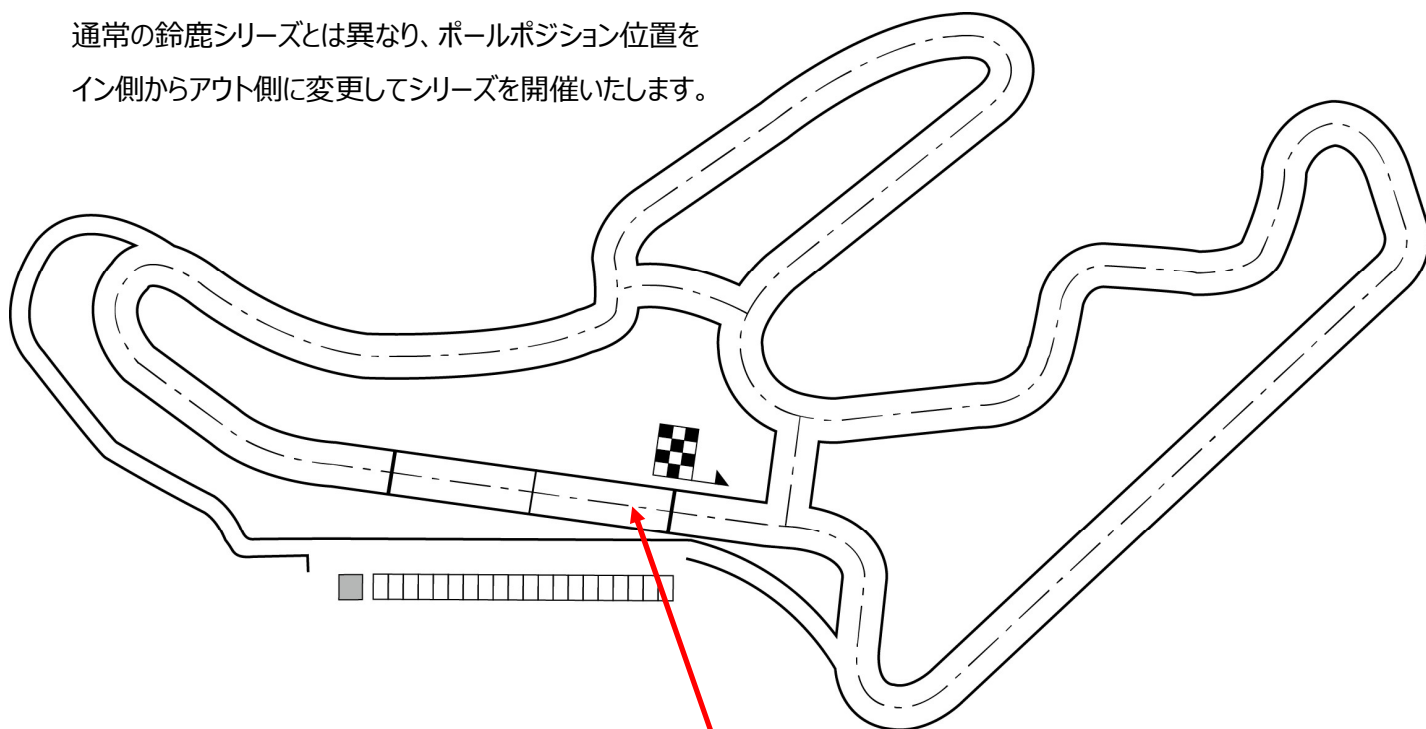 通常の鈴鹿シリーズとは異なり、ポールポジション位置を
イン側からアウト側に変更してシリーズを開催いたします。